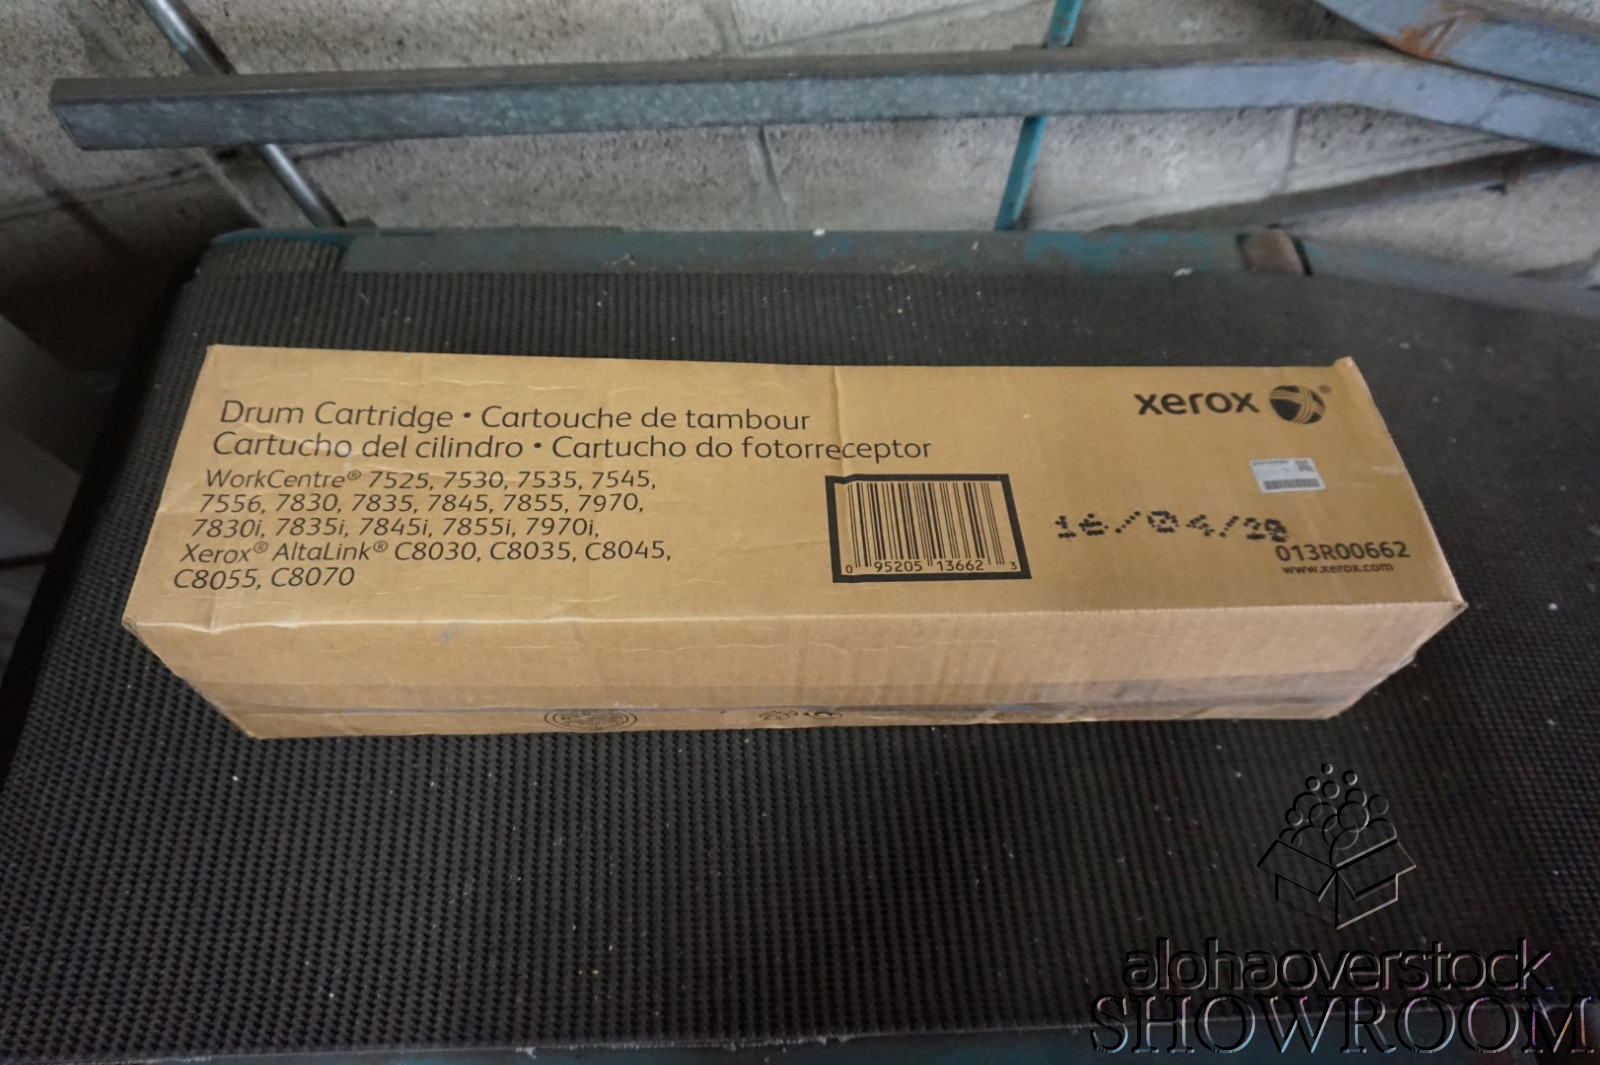 Drum Cartridge • Cartouche de tambour
Cartucho del cilindro • Cartucho do fotorreceptor
WorkCentre® 7525, 7530, 7535, 7545,
7556, 7830, 7835, 7845, 7855, 7970,
7830i, 7835i, 7845i, 7855i, 7970i,
Xerox® AltaLink® C8030, C8035, C8045,
C8055, C8070
0 95205 13662 3
xerox ®
16/04/28
013R00662
www.xerox.com
alohaoverstock
SHOWROOM